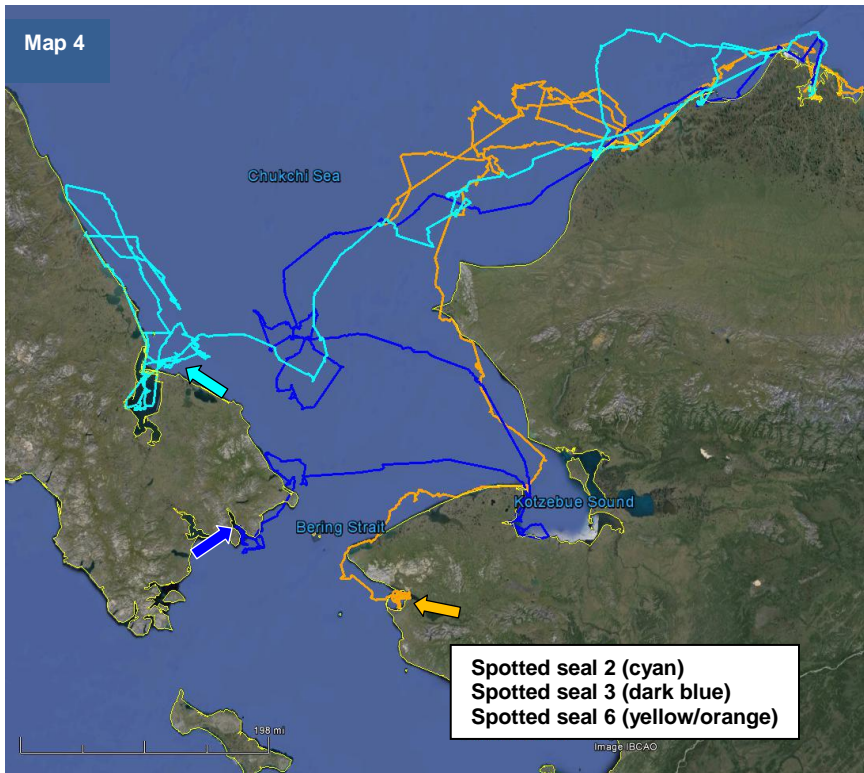 Map 4
Chukchi Sea
Kotzebue Sound
Bering Strait
Spotted seal 2 (cyan)
Spotted seal 3 (dark blue)
Spotted seal 6 (yellow/orange)
198 mi
Image IBCAO